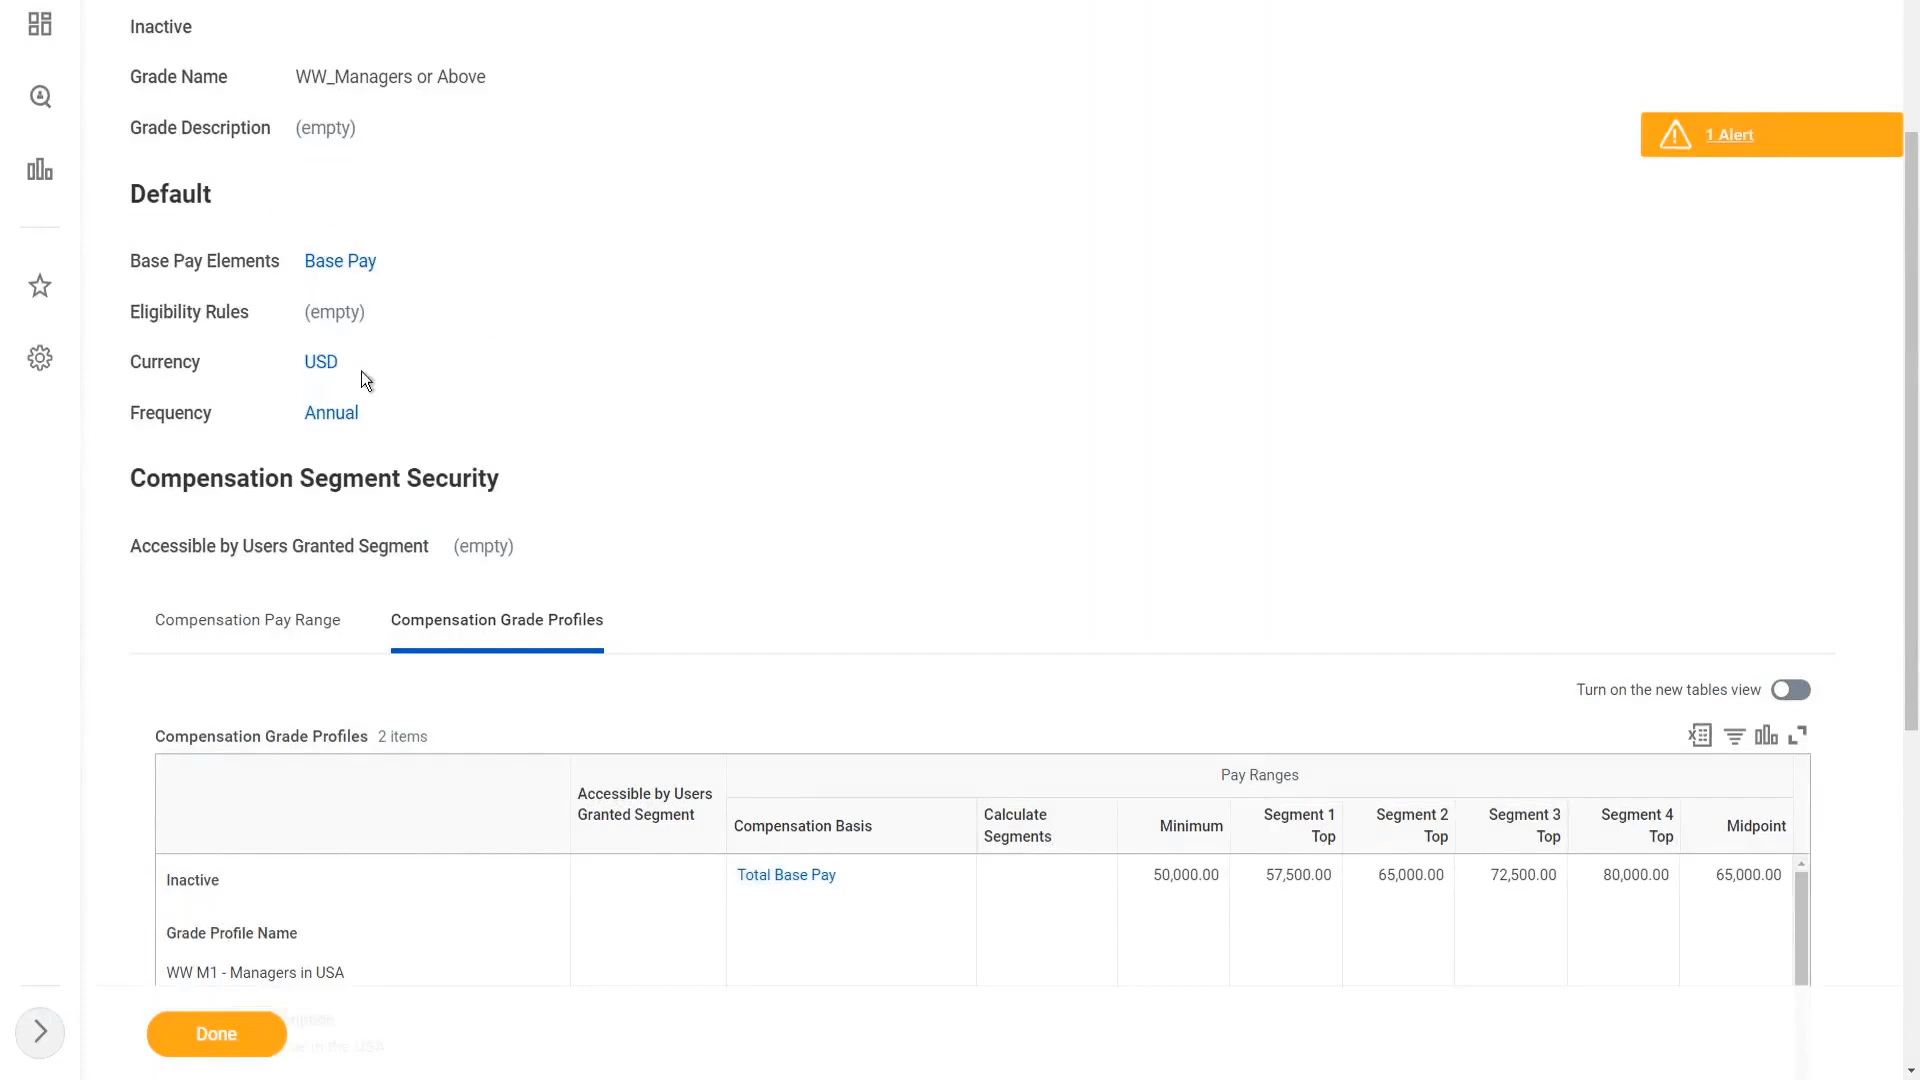 Inactive
Grade Name WW_Managers or Above
Grade Description (empty)
1 Alert
Default
Base Pay Elements Base Pay
Eligibility Rules (empty)
Currency USD
Frequency Annual
Compensation Segment Security
Accessible by Users Granted Segment (empty)
Compensation Pay Range Compensation Grade Profiles
Turn on the new tables view
Compensation Grade Profiles 2 items
Pay Ranges
Accessible by Users
Granted Segment
Compensation Basis
Calculate
Segments
Minimum
Segment 1
Top
Segment 2
Top
Segment 3
Top
Segment 4
Top
Midpoint
Inactive
Total Base Pay 50,000.00 57,500.00 65,000.00 72,500.00 80,000.00 65,000.00
Grade Profile Name
WW M1 - Managers in USA
Done
in the USA